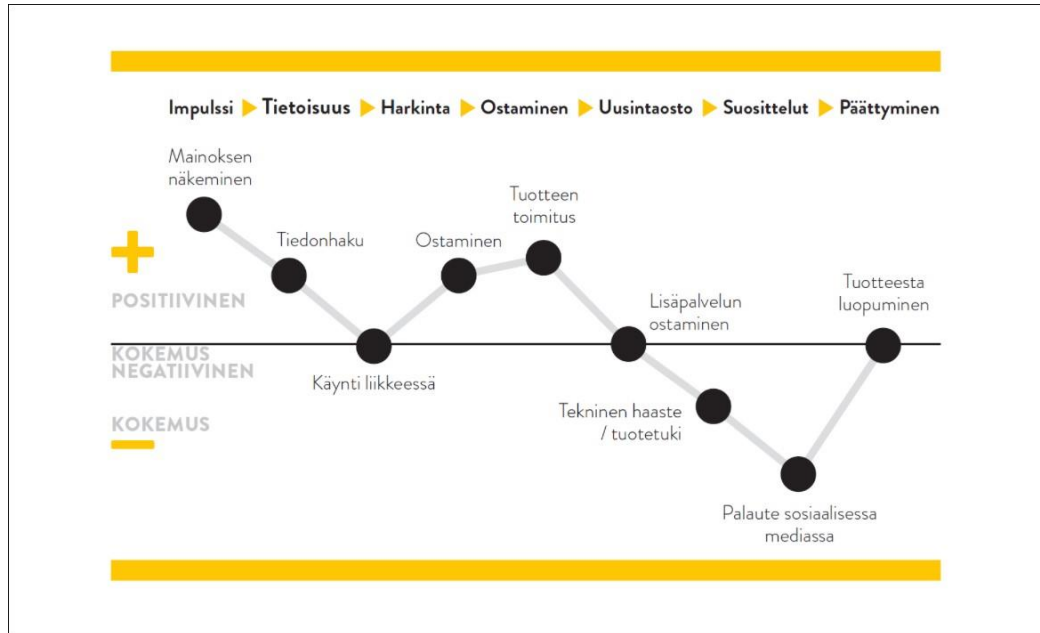 Impulssi Tietoisuus Harkinta Ostaminen Uusintaosto Suosittelut Päättyminen
Mainoksen
näkeminen
Tiedonhaku
Ostaminen
Tuotteen
toimitus
+
POSITIIVINEN
KOKEMUS
NEGATIIVINEN
KOKEMUS
Käynti liikkeessä
Lisäpalvelun
ostaminen
Tuotteesta
luopuminen
Tekninen haaste
/ tuotetuki
Palaute sosiaalisessa
mediassa